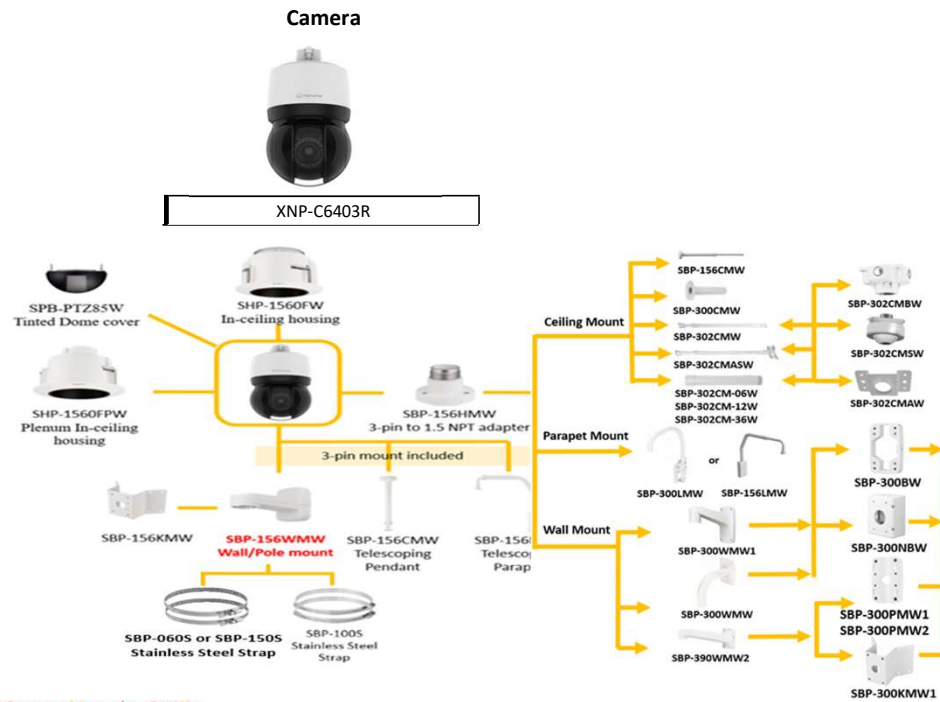 Camera
XNP-C6403R
SPB-PTZ85W
Tinted Dome cover
SHP-1560FW
In-ceiling housing
SHP-1560FPW
Plenum In-ceiling
housing
SBP-156HMW
3-pin to 1.5 NPT adapter
3-pin mount included
SBP-156KMW
SBP-156WMW
Wall/Pole mount
SBP-156CMW
Telescoping
Pendant
SBP-156
Telescop
Parap
SBP-060S or SBP-150S
Stainless Steel Strap
SBP-100S
Stainless Steel
Strap
Ceiling Mount
SBP-156CMW
SBP-300CMW
SBP-302CMW
SBP-302CMASW
SBP-302CM-06W
SBP-302CM-12W
SBP-302CM-36W
SBP-302CMBW
SBP-302CMSW
SBP-302CMAW
Parapet Mount
or
SBP-300LMW
SBP-156LMW
Wall Mount
SBP-300WMW1
SBP-300WMW
SBP-390WMW2
SBP-300BW
SBP-300NBW
SBP-300PMW1
SBP-300PMW2
SBP-300KMW1